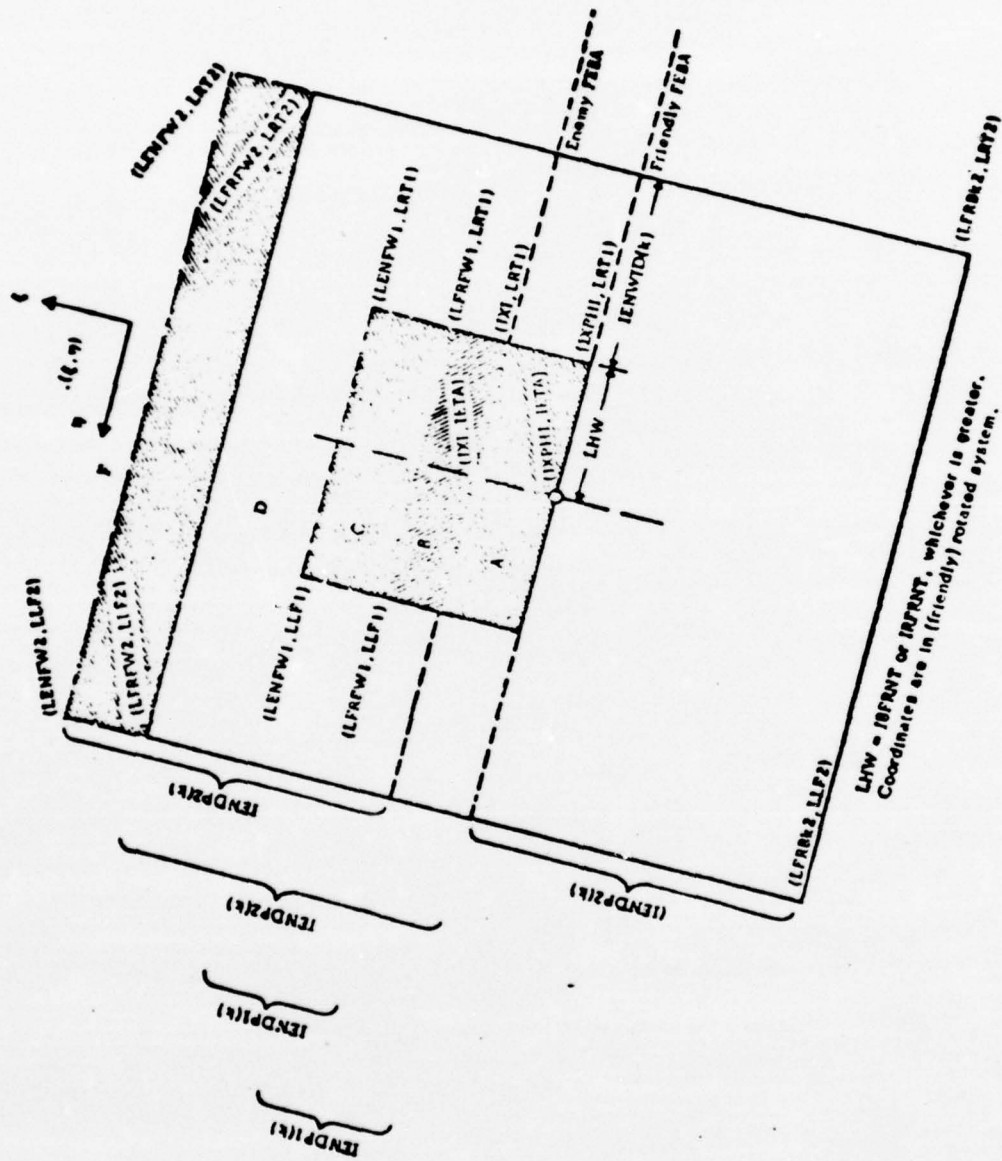 ξ
η
(ξ, η)
F
(LENFW2, LLF2)
(LFRFW2, LLF2)
(LENFW2, LRT2)
(LFRFW2, LRT2)
D
(LENFW1, LLF1)
(LFRFW1, LLF1)
(LENFW1, LRT1)
(LFRFW1, LRT1)
(IXI, LRT1)
Enemy FEBA
C
B
A
(IXI, IETA)
(IXPHI, IETA)
(IXPHI, LRT1)
Friendly FEBA
LHW
IENWID(k)
IENDP2(k)
IENDP2(k)
IENDP1(k)
IENDP1(k)
(IENDP2(k)
(LFRBk2, LLF2)
(LFRBk2, LRT2)
LHW = IBFRNT or IRFRNT, whichever is greater.
Coordinates are in (friendly) rotated system.